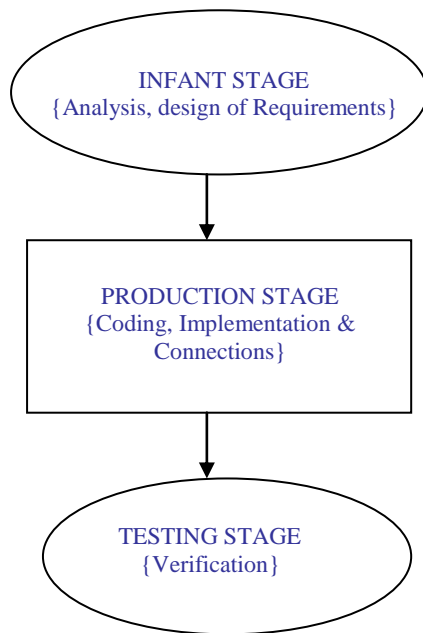 INFANT STAGE
{Analysis, design of Requirements}
PRODUCTION STAGE
{Coding, Implementation &
Connections}
TESTING STAGE
{Verification}